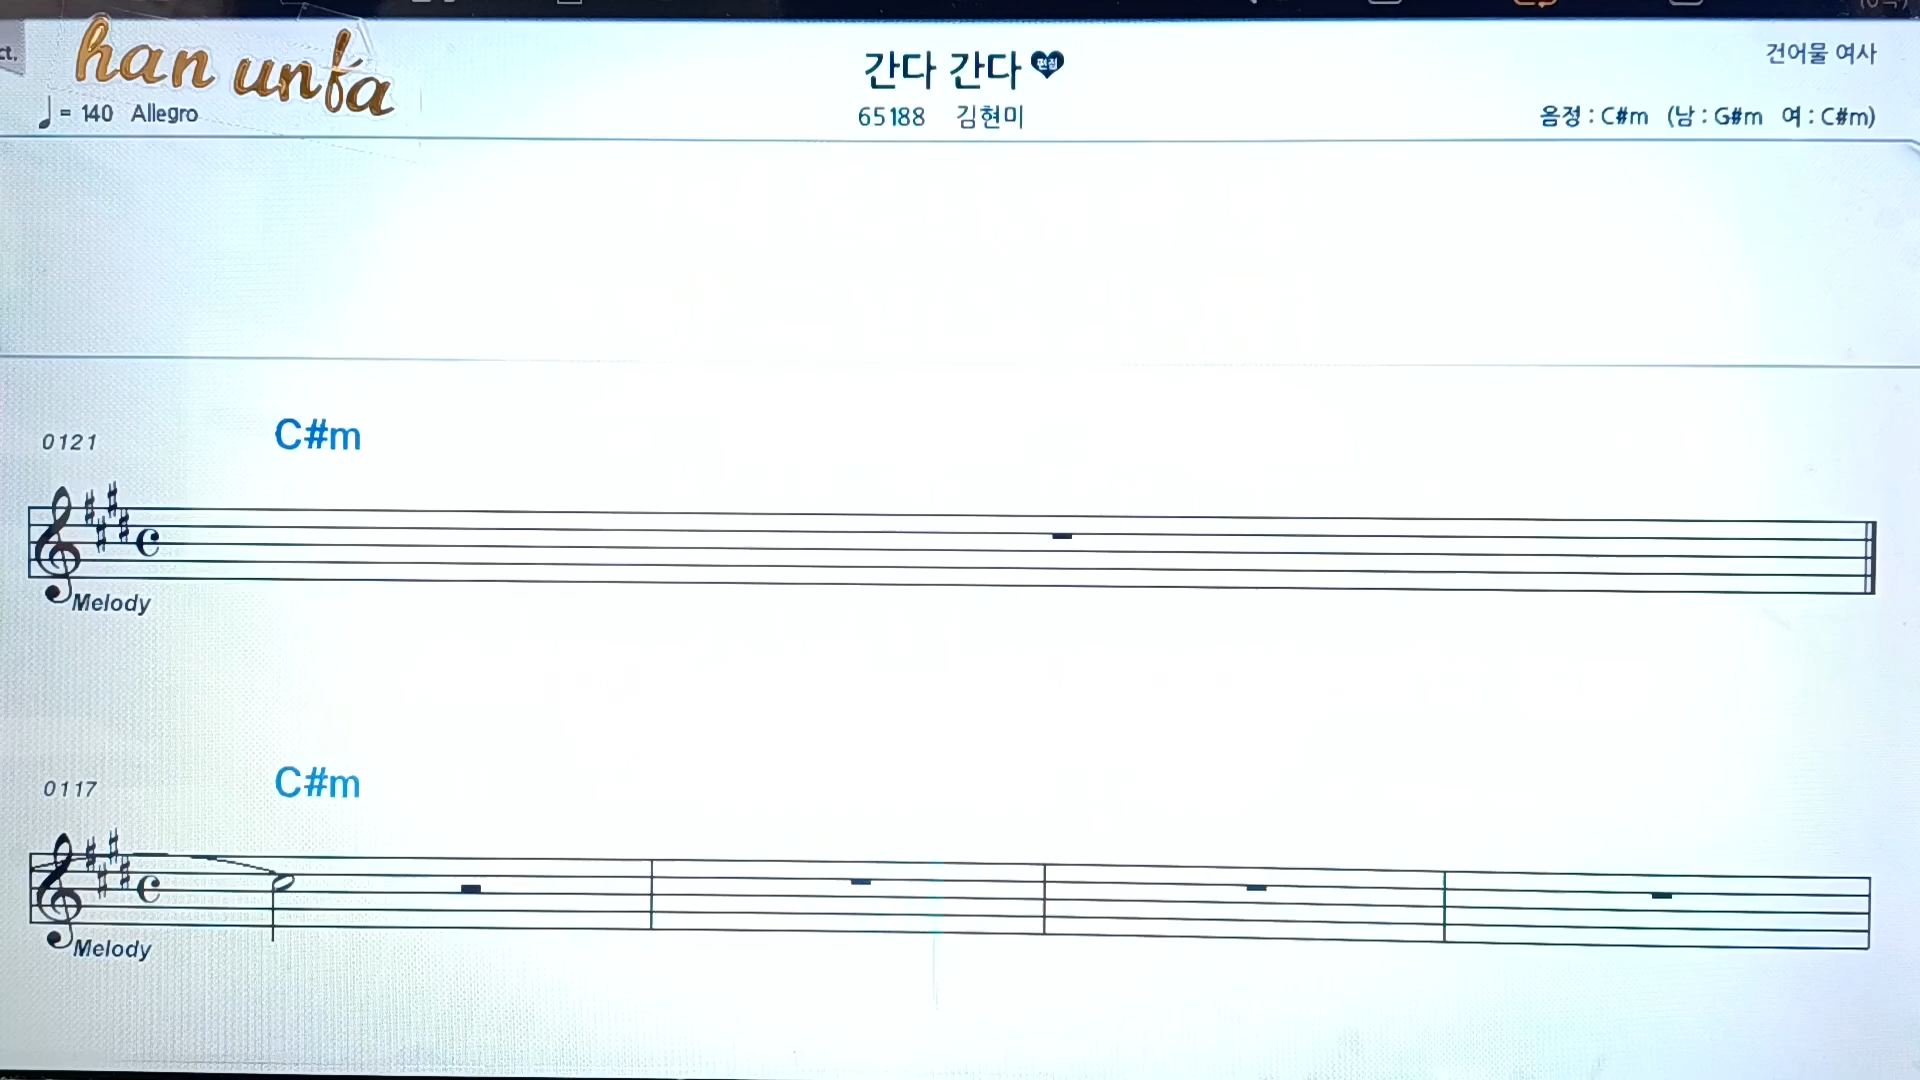 ct.
han unfa
간다 간다 편집
건어물 여사
♩ = 140 Allegro
65188 김현미
음정 : C#m (남 : G#m 여 : C#m)
0121 C#m
Melody
0117 C#m
Melody